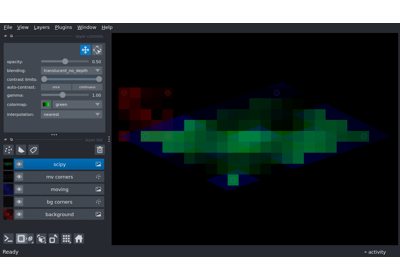 File View Layers Plugins Window Help
opacity: 0.50
blending: translucent_no_depth
contrast limits:
auto-contrast: once continuous
gamma: 1.00
colormap: green
interpolation: nearest
scipy
mv corners
moving
bg corners
background
Ready
activity